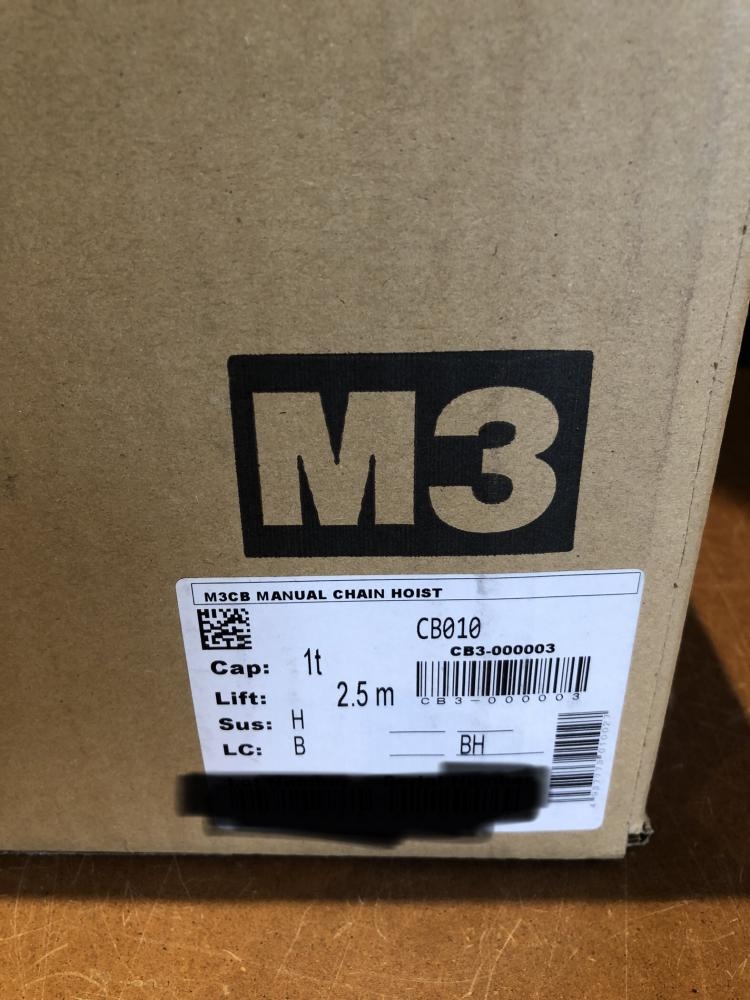 M3
M3CB MANUAL CHAIN HOIST
CB010
CB3-000003
Cap: 1t
CB3-000003
Lift: 2.5 m
Sus: H
LC: B BH